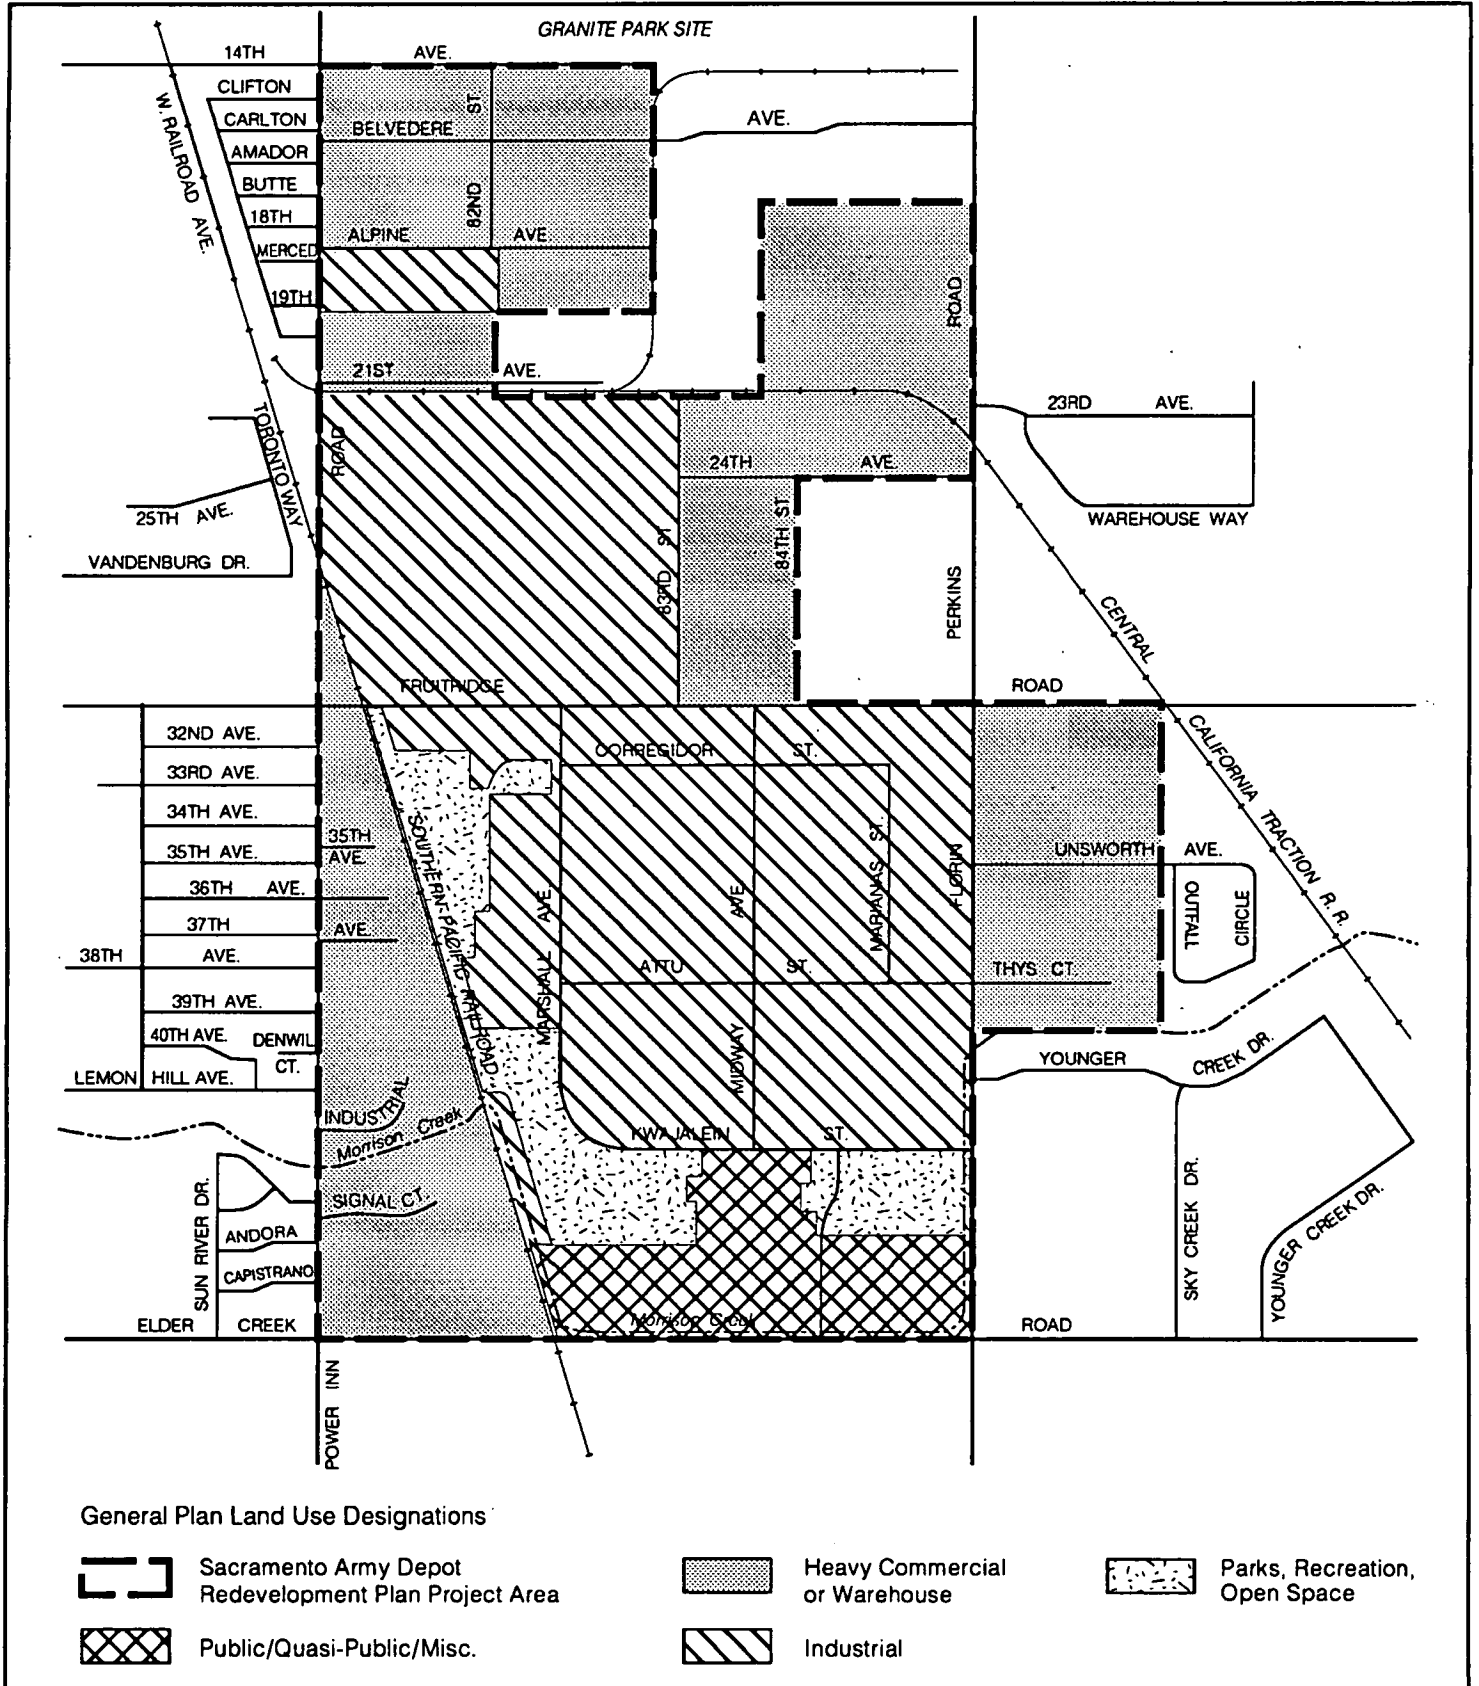 GRANITE PARK SITE
14TH AVE.
CLIFTON
CARLTON
BELVEDERE AVE.
AMADOR
BUTTE
18TH
MERCED
19TH
82ND ST.
ALPINE AVE
W. RAILROAD AVE.
21ST AVE.
TORONTO WAY
ROAD
ROAD
23RD AVE.
24TH AVE.
25TH AVE.
WAREHOUSE WAY
VANDENBURG DR.
83RD ST
84TH ST
PERKINS
CENTRAL
CALIFORNIA TRACTION R.R.
FRUITRIDGE ROAD
32ND AVE.
33RD AVE.
34TH AVE.
35TH AVE.
35TH
AVE.
36TH AVE.
37TH AVE.
38TH AVE.
39TH AVE.
40TH AVE.
DENWIL
CT.
LEMON HILL AVE.
CORREGIDOR ST.
SOUTHERN PACIFIC RAILROAD
MARSHALL AVE.
MIDWAY AVE
MARIANAS ST.
FLORIN
UNSWORTH AVE.
OUTFALL
CIRCLE
ATTU ST.
THYS CT.
YOUNGER CREEK DR.
INDUSTRIAL
Morrison Creek
KWAJALEIN ST.
SIGNAL CT.
SUN RIVER DR.
ANDORA
CAPISTRANO
SKY CREEK DR.
YOUNGER CREEK DR.
Morrison Creek
ELDER CREEK ROAD
POWER INN
General Plan Land Use Designations
Sacramento Army Depot
Redevelopment Plan Project Area
Heavy Commercial
or Warehouse
Parks, Recreation,
Open Space
Public/Quasi-Public/Misc.
Industrial